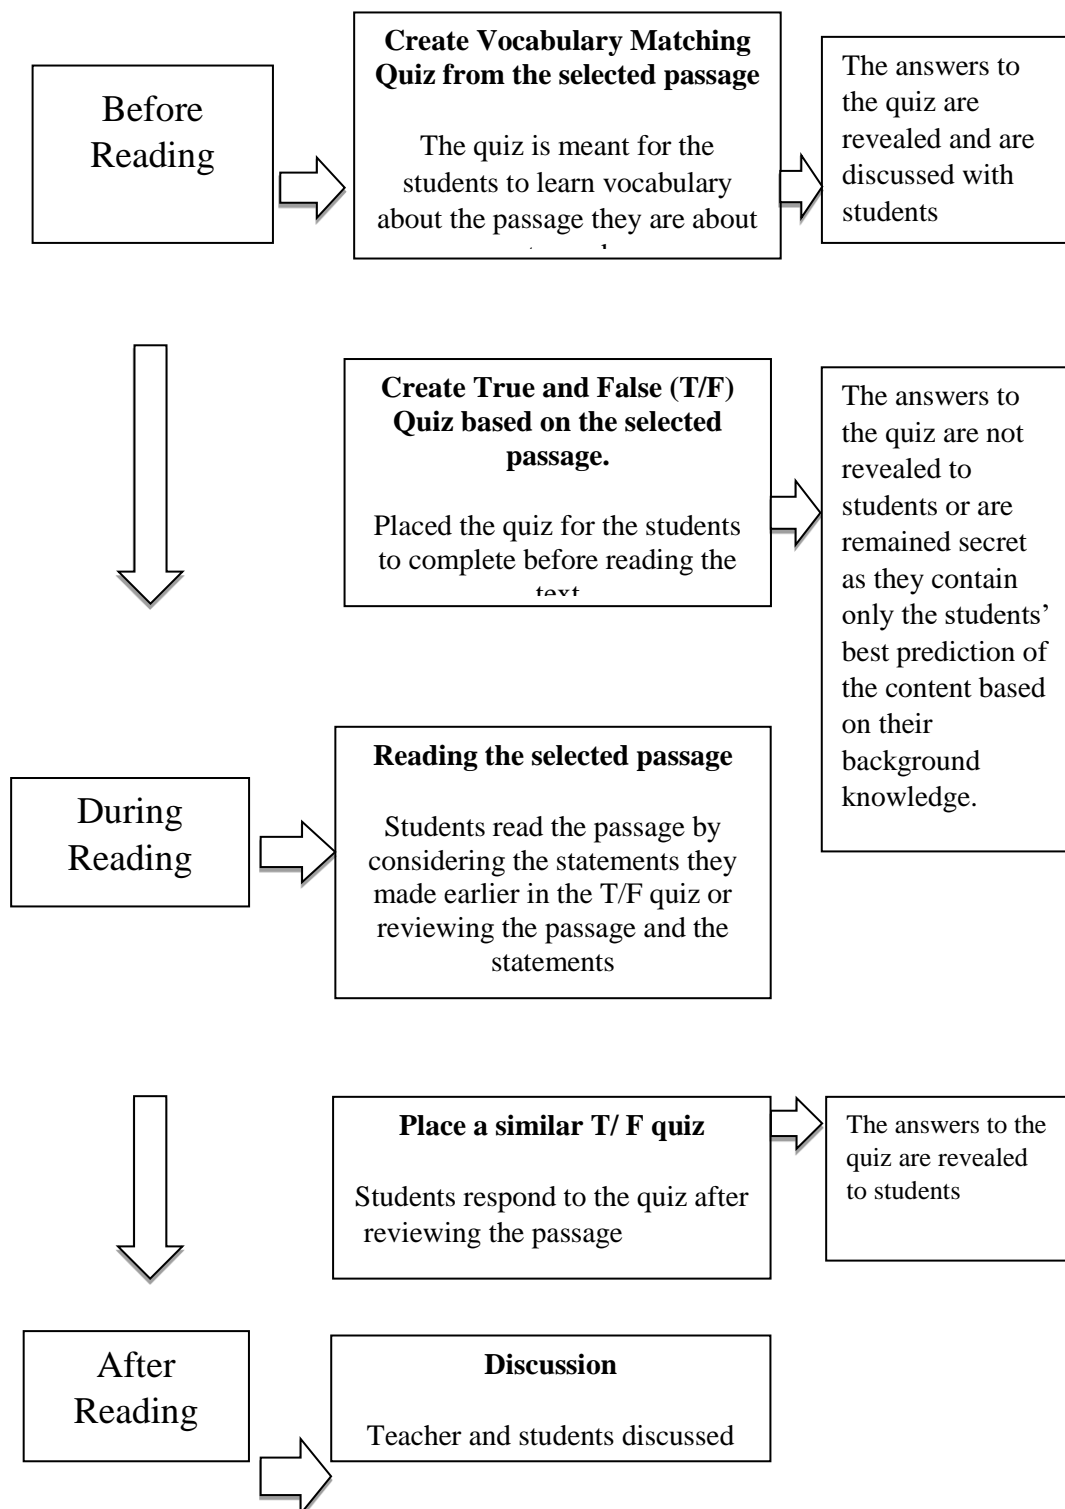 Before
Reading
Create Vocabulary Matching
Quiz from the selected passage
The quiz is meant for the
students to learn vocabulary
about the passage they are about
The answers to
the quiz are
revealed and are
discussed with
students
Create True and False (T/F)
Quiz based on the selected
passage.
Placed the quiz for the students
to complete before reading the
text
The answers to
the quiz are not
revealed to
students or are
remained secret
as they contain
only the students’
best prediction of
the content based
on their
background
knowledge.
During
Reading
Reading the selected passage
Students read the passage by
considering the statements they
made earlier in the T/F quiz or
reviewing the passage and the
statements
Place a similar T/ F quiz
Students respond to the quiz after
reviewing the passage
The answers to the
quiz are revealed
to students
After
Reading
Discussion
Teacher and students discussed